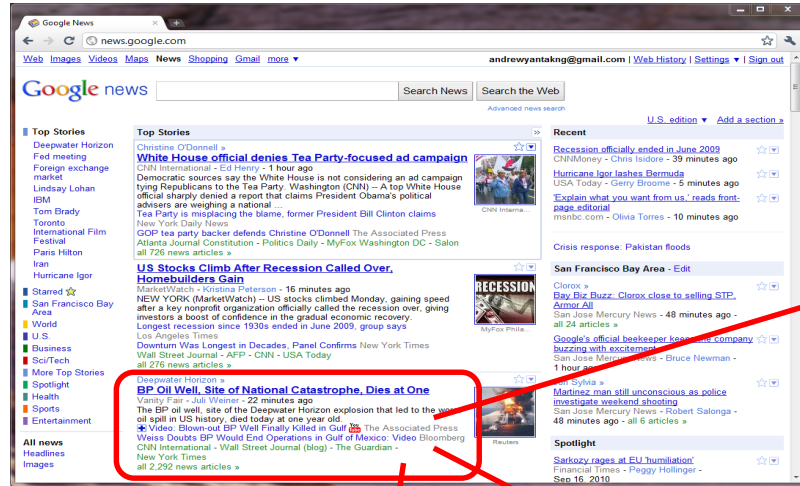 Google News
news.google.com
Web Images Videos Maps News Shopping Gmail more ▼
andrewyantakng@gmail.com | Web History | Settings ▼ | Sign out
Google news
Search News
Search the Web
Advanced news search
U.S. edition ▼ Add a section »
Top Stories
Deepwater Horizon
Fed meeting
Foreign exchange
market
Lindsay Lohan
IBM
Tom Brady
Toronto
International Film
Festival
Paris Hilton
Iran
Hurricane Igor
Starred
San Francisco Bay
Area
World
U.S.
Business
Sci/Tech
More Top Stories
Spotlight
Health
Sports
Entertainment
All news
Headlines
Images
Top Stories
Christine O'Donnell »
White House official denies Tea Party-focused ad campaign
CNN International - Ed Henry - 1 hour ago
Democratic sources say the White House is not considering an ad campaign
tying Republicans to the Tea Party. Washington (CNN) -- A top White House
official sharply denied a report that claims President Obama's political
advisers are weighing a national ...
Tea Party is misplacing the blame, former President Bill Clinton claims
New York Daily News
GOP tea party backer defends Christine O'Donnell The Associated Press
Atlanta Journal Constitution - Politics Daily - MyFox Washington DC - Salon
all 726 news articles »
CNN Interna...
US Stocks Climb After Recession Called Over,
Homebuilders Gain
MarketWatch - Kristina Peterson - 16 minutes ago
NEW YORK (MarketWatch) -- US stocks climbed Monday, gaining speed
after a key nonprofit organization officially called the recession over, giving
investors a boost of confidence in the gradual economic recovery.
Longest recession since 1930s ended in June 2009, group says
Los Angeles Times
Downturn Was Longest in Decades, Panel Confirms New York Times
Wall Street Journal - AFP - CNN - USA Today
all 276 news articles »
RECESSION
MyFox Phila...
Deepwater Horizon »
BP Oil Well, Site of National Catastrophe, Dies at One
Vanity Fair - Juli Weiner - 22 minutes ago
The BP oil well, site of the Deepwater Horizon explosion that led to the
oil spill in US history, died today at one year old.
Video: Blown-out BP Well Finally Killed in Gulf You Tube The Associated Press
Weiss Doubts BP Would End Operations in Gulf of Mexico: Video Bloomberg
CNN International - Wall Street Journal (blog) - The Guardian -
New York Times
all 2,292 news articles »
Reuters
Recent
Recession officially ended in June 2009
CNNMoney - Chris Isidore - 39 minutes ago
Hurricane Igor lashes Bermuda
USA Today - Gerry Broome - 5 minutes ago
'Explain what you want from us,' reads front-
page editorial
msnbc.com - Olivia Torres - 10 minutes ago
Crisis response: Pakistan floods
San Francisco Bay Area - Edit
Clorox »
Bay Biz Buzz: Clorox close to selling STP,
Armor All
San Jose Mercury News - 48 minutes ago -
all 24 articles »
Google's official beekeeper the company
buzzing with excitement
San Jose Mercury News - Bruce Newman -
1 hour ago
Sylvia »
Martinez man still unconscious as police
investigate weekend shooting
San Jose Mercury News - Robert Salonga -
48 minutes ago - all 6 articles »
Spotlight
Sarkozy rages at EU 'humiliation'
Financial Times - Peggy Hollinger -
Sep 16, 2010